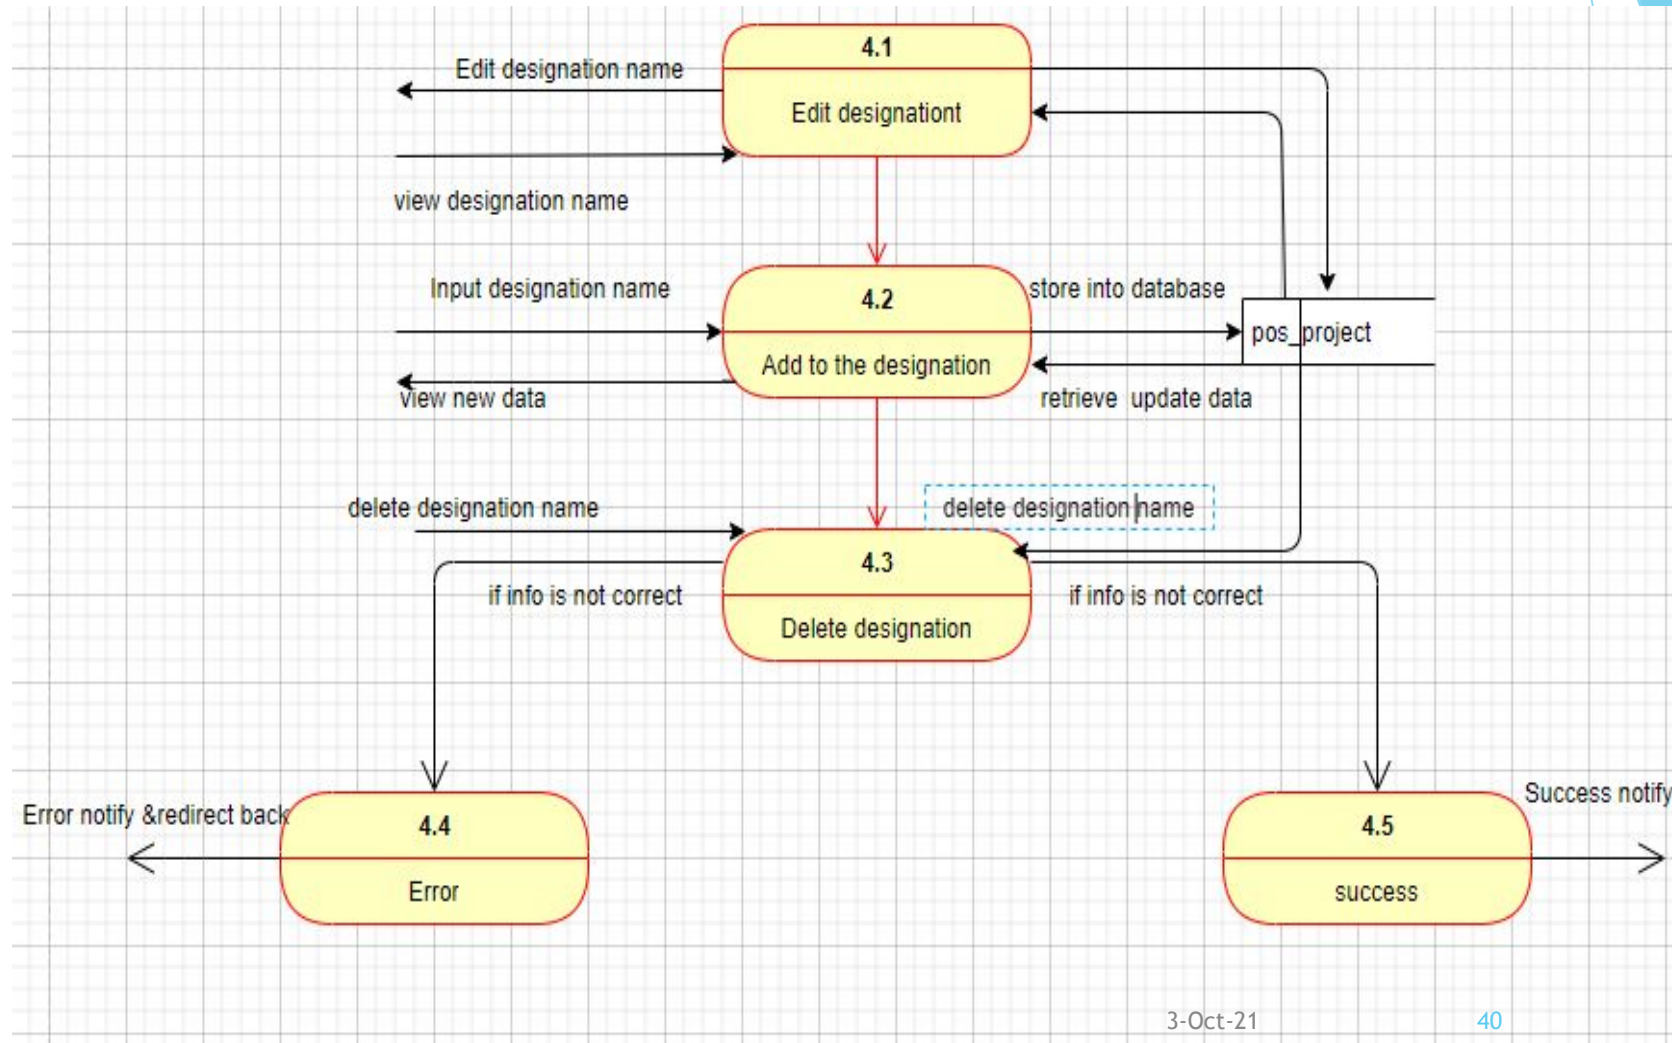 4.1
Edit designation name
Edit designationt
view designation name
Input designation name
4.2
store into database
pos_project
Add to the designation
view new data
retrieve update data
delete designation name
delete designation name
4.3
if info is not correct
if info is not correct
Delete designation
Error notify &redirect back
4.4
Error
4.5
Success notify
success
3-Oct-21
40